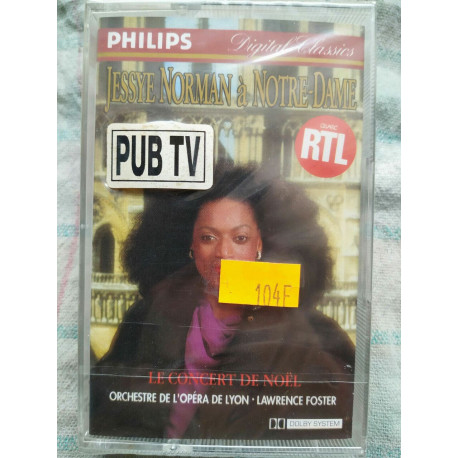 PHILIPS Digital Classics
JESSYE NORMAN à NOTRE-DAME
PUB TV
avec
RTL
104F
LE CONCERT DE NOËL
ORCHESTRE DE L'OPÉRA DE LYON · LAWRENCE FOSTER
DOLBY SYSTEM